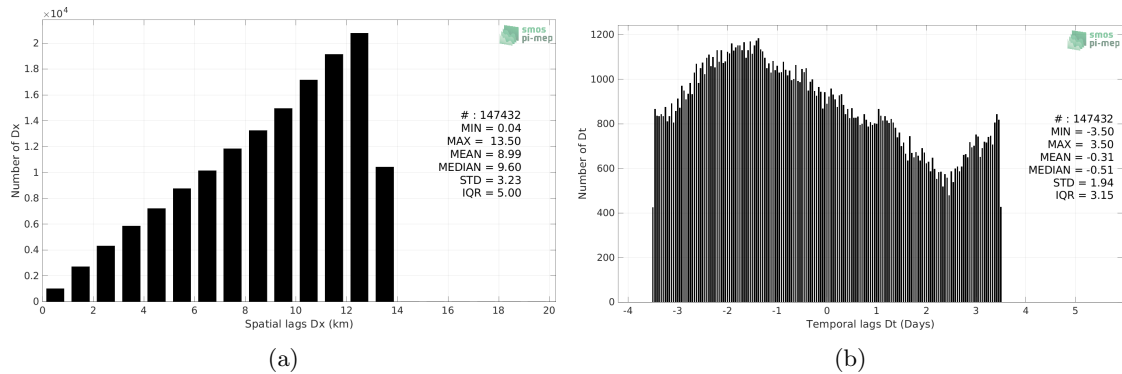 ×10⁴
2
1.8
1.6
1.4
1.2
1
0.8
0.6
0.4
0.2
0
Number of Dx
smos
pi-mep
# : 147432
MIN = 0.04
MAX = 13.50
MEAN = 8.99
MEDIAN = 9.60
STD = 3.23
IQR = 5.00
0 2 4 6 8 10 12 14 16 18 20
Spatial lags Dx (km)
(a)
1200
1000
800
600
400
200
0
Number of Dt
smos
pi-mep
# : 147432
MIN = -3.50
MAX = 3.50
MEAN = -0.31
MEDIAN = -0.51
STD = 1.94
IQR = 3.15
-4 -3 -2 -1 0 1 2 3 4 5
Temporal lags Dt (Days)
(b)